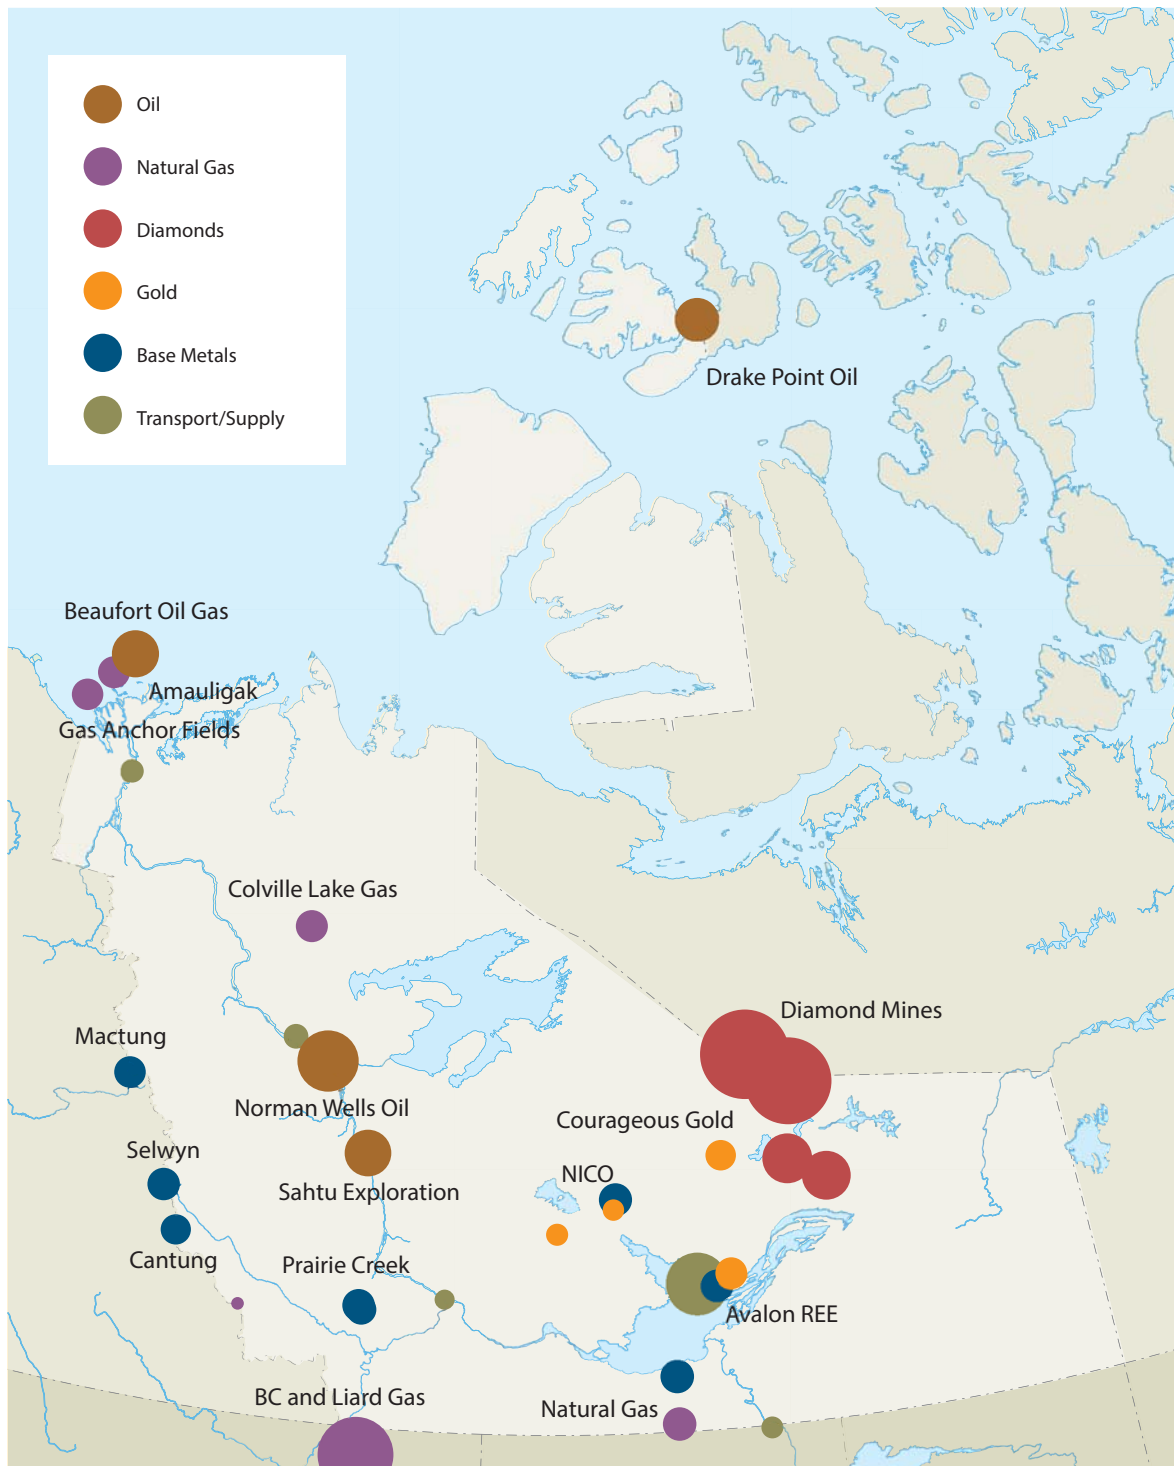 Oil
Natural Gas
Diamonds
Gold
Base Metals
Transport/Supply
Drake Point Oil
Beaufort Oil Gas
Amauligak
Gas Anchor Fields
Colville Lake Gas
Diamond Mines
Mactung
Norman Wells Oil
Courageous Gold
Selwyn
NICO
Sahtu Exploration
Cantung
Prairie Creek
Avalon REE
BC and Liard Gas
Natural Gas